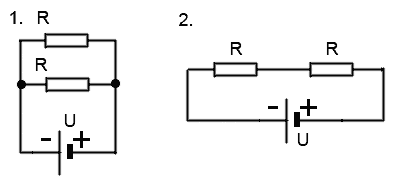 1. R
R
U
- +
2.
R R
- +
U